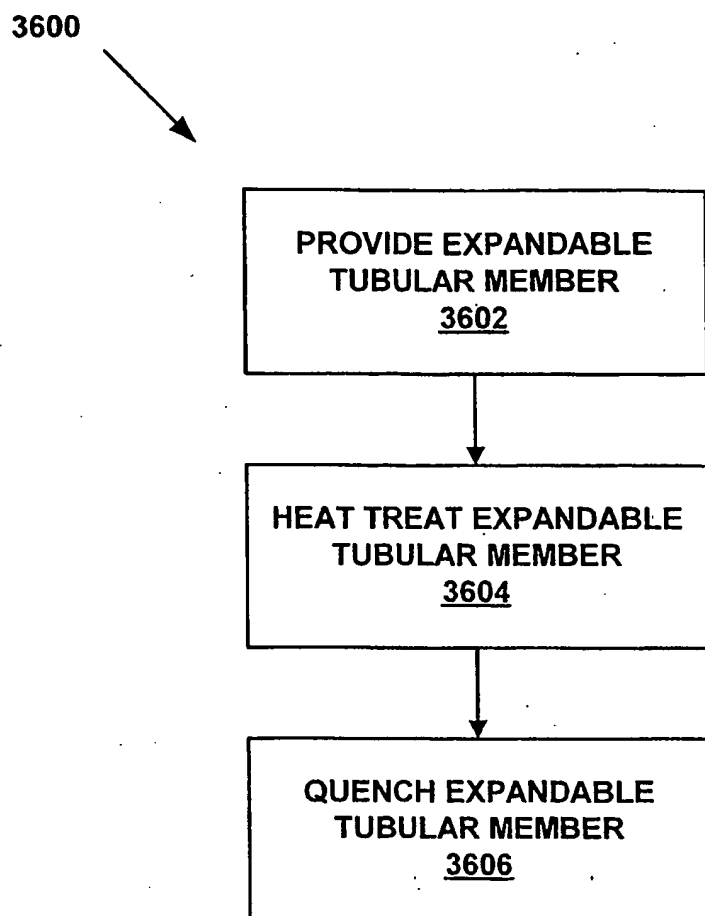 3600
PROVIDE EXPANDABLE
TUBULAR MEMBER
3602
HEAT TREAT EXPANDABLE
TUBULAR MEMBER
3604
QUENCH EXPANDABLE
TUBULAR MEMBER
3606